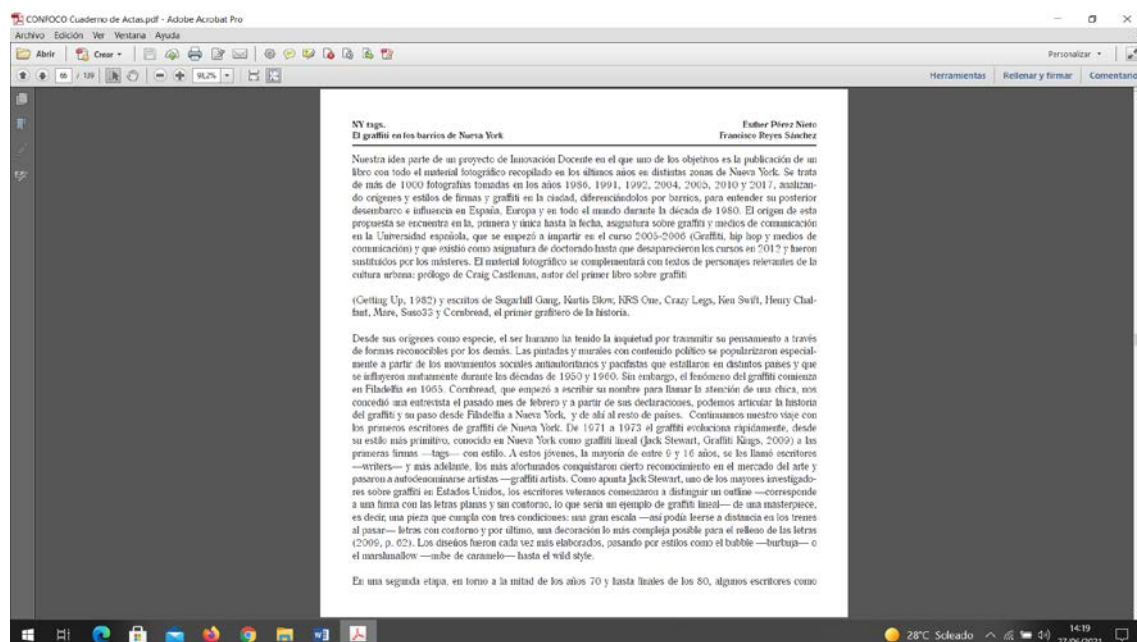 CONFOCO Cuaderno de Actas.pdf - Adobe Acrobat Pro
Archivo Edición Ver Ventana Ayuda
Abrir Crear Personalizar
66 / 139 91,2% Herramientas Rellenar y firmar Comentario
NY tags. Esther Pérez Nieto
El graffiti en los barrios de Nueva York Francisco Reyes Sánchez
Nuestra idea parte de un proyecto de Innovación Docente en el que uno de los objetivos es la publicación de un
libro con todo el material fotográfico recopilado en los últimos años en distintas zonas de Nueva York. Se trata
de más de 1000 fotografías tomadas en los años 1986, 1991, 1992, 2004, 2005, 2010 y 2017, analizan-
do orígenes y estilos de firmas y graffiti en la ciudad, diferenciándolos por barrios, para entender su posterior
desembarco e influencia en España, Europa y en todo el mundo durante la década de 1980. El origen de esta
propuesta se encuentra en la, primera y única hasta la fecha, asignatura sobre graffiti y medios de comunicación
en la Universidad española, que se empezó a impartir en el curso 2005-2006 (Graffiti, hip hop y medios de
comunicación) y que existió como asignatura de doctorado hasta que desaparecieron los cursos en 2012 y fueron
sustituidos por los másteres. El material fotográfico se complementará con textos de personajes relevantes de la
cultura urbana: prólogo de Craig Castleman, autor del primer libro sobre graffiti
(Getting Up, 1982) y escritos de Sugarhill Gang, Kurtis Blow, KRS One, Crazy Legs, Ken Swift, Henry Chal-
fant, Mare, Suso33 y Cornbread, el primer grafitero de la historia.
Desde sus orígenes como especie, el ser humano ha tenido la inquietud por transmitir su pensamiento a través
de formas reconocibles por los demás. Las pintadas y murales con contenido político se popularizaron especial-
mente a partir de los movimientos sociales antiautoritarios y pacifistas que estallaron en distintos países y que
se influyeron mutuamente durante las décadas de 1950 y 1960. Sin embargo, el fenómeno del graffiti comienza
en Filadelfia en 1965. Cornbread, que empezó a escribir su nombre para llamar la atención de una chica, nos
concedió una entrevista el pasado mes de febrero y a partir de sus declaraciones, podemos articular la historia
del graffiti y su paso desde Filadelfia a Nueva York, y de ahí al resto de países. Continuamos nuestro viaje con
los primeros escritores de graffiti de Nueva York. De 1971 a 1973 el graffiti evoluciona rápidamente, desde
su estilo más primitivo, conocido en Nueva York como graffiti lineal (Jack Stewart, Graffiti Kings, 2009) a las
primeras firmas —tags— con estilo. A estos jóvenes, la mayoría de entre 9 y 16 años, se les llamó escritores
—writers— y más adelante, los más afortunados conquistaron cierto reconocimiento en el mercado del arte y
pasaron a autodenominarse artistas —graffiti artists. Como apunta Jack Stewart, uno de los mayores investigado-
res sobre graffiti en Estados Unidos, los escritores veteranos comenzaron a distinguir un outline —corresponde
a una firma con las letras planas y sin contorno, lo que sería un ejemplo de graffiti lineal— de una masterpiece,
es decir, una pieza que cumpla con tres condiciones: una gran escala —así podía leerse a distancia en los trenes
al pasar— letras con contorno y por último, una decoración lo más compleja posible para el relleno de las letras
(2009, p. 62). Los diseños fueron cada vez más elaborados, pasando por estilos como el bubble —burbuja— o
el marshmallow —nube de caramelo— hasta el wild style.
En una segunda etapa, en torno a la mitad de los años 70 y hasta finales de los 80, algunos escritores como
28°C Soleado 14:19
27/06/2021